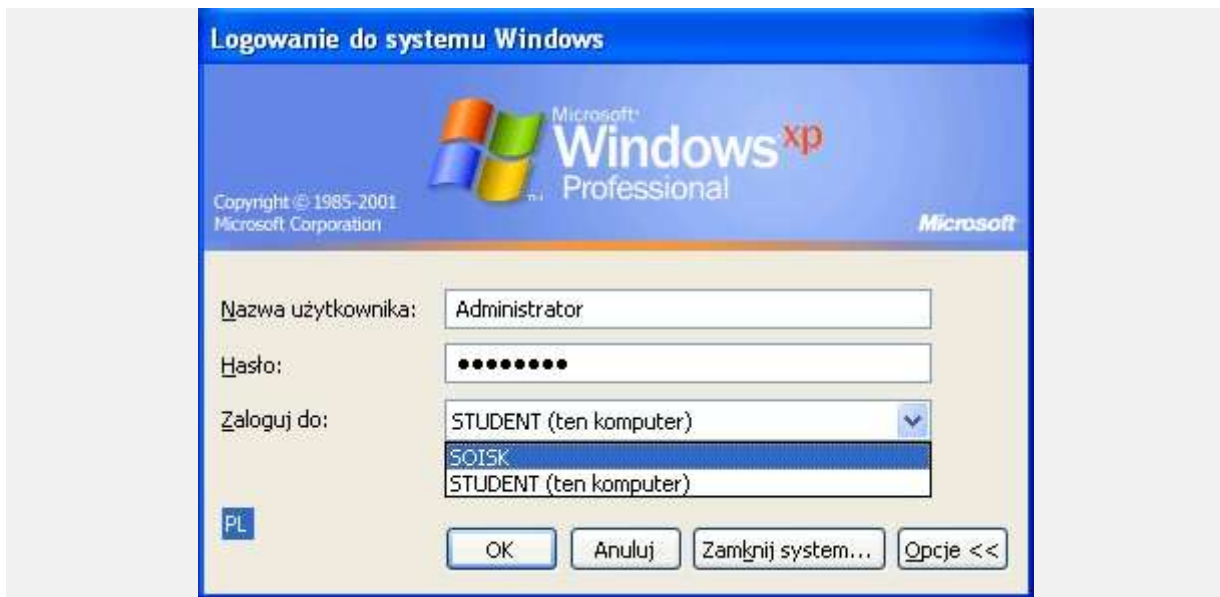 Logowanie do systemu Windows
Microsoft
Windows xp
Professional
Copyright © 1985-2001
Microsoft Corporation
Microsoft
Nazwa użytkownika: Administrator
Hasło: ●●●●●●●●
Zaloguj do: STUDENT (ten komputer)
SOISK
STUDENT (ten komputer)
PL
OK Anuluj Zamknij system... Opcje <<